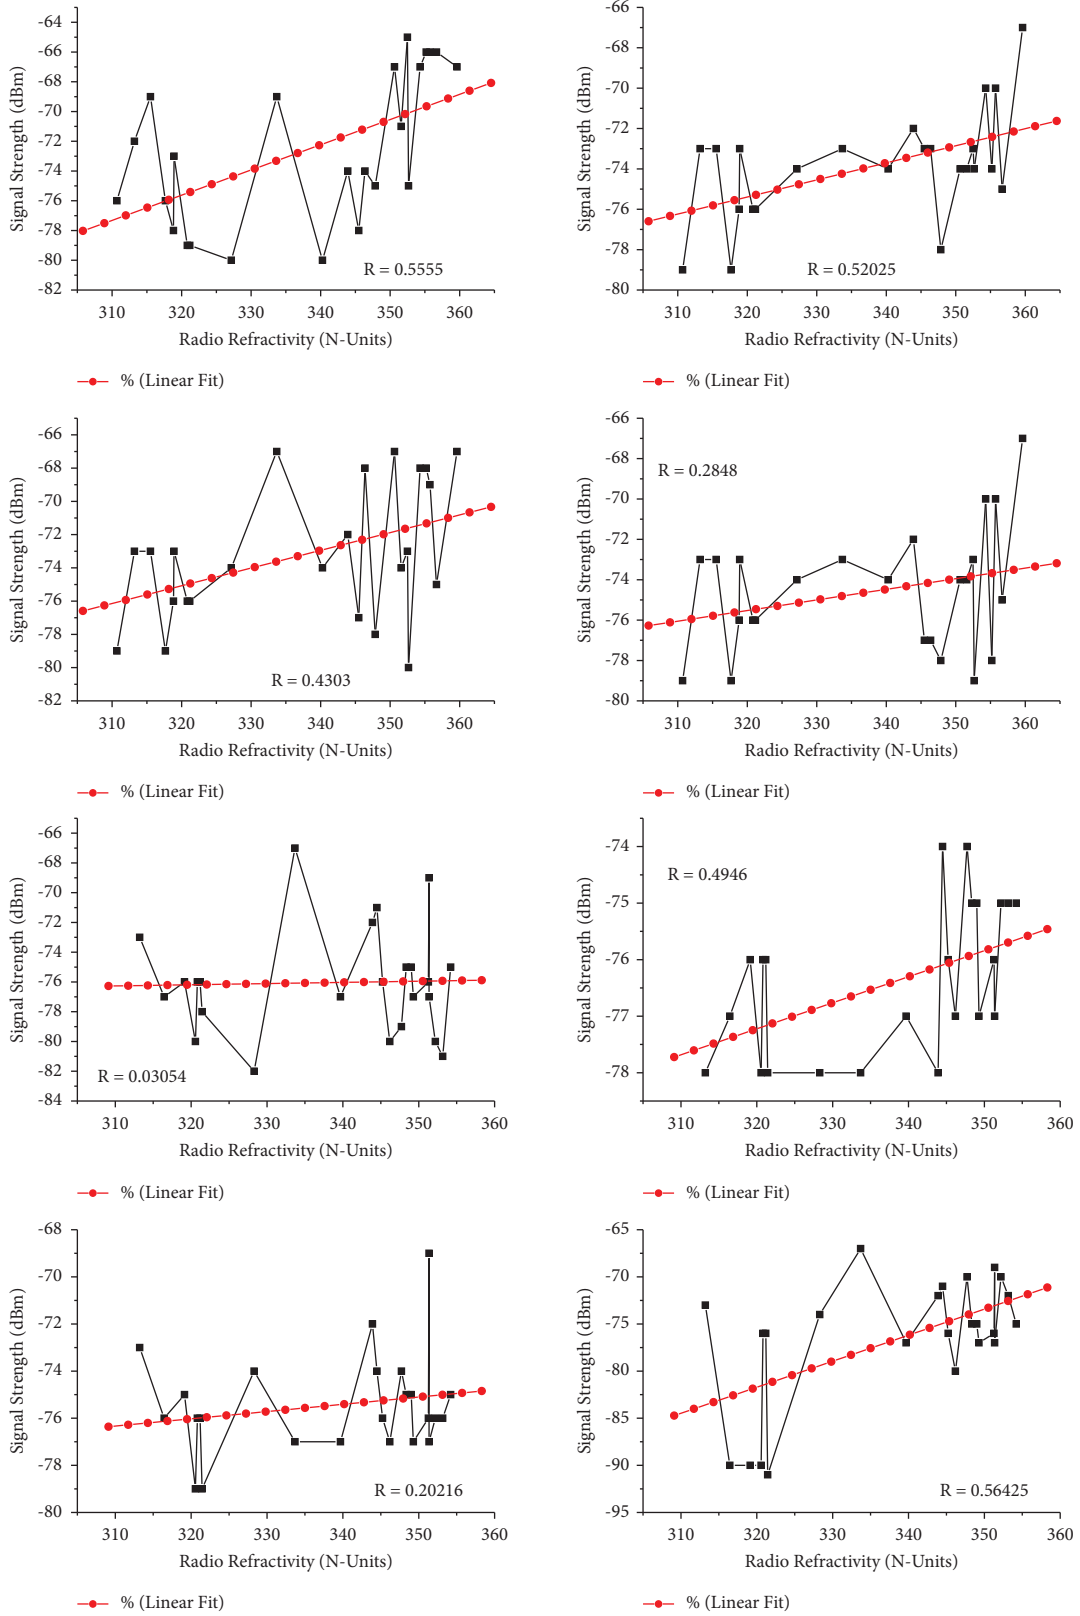 -64
-66
-68
-70
-72
-74
-76
-78
-80
-82
Signal Strength (dBm)
R = 0.5555
310 320 330 340 350 360
Radio Refractivity (N-Units)
% (Linear Fit)
-70
-72
-74
-76
-78
-80
Signal Strength (dBm)
R = 0.52025
310 320 330 340 350 360
Radio Refractivity (N-Units)
% (Linear Fit)
-66
-68
-70
-72
-74
-76
-78
-80
-82
Signal Strength (dBm)
R = 0.4303
310 320 330 340 350 360
Radio Refractivity (N-Units)
% (Linear Fit)
-66
-68
-70
-72
-74
-76
-78
-80
Signal Strength (dBm)
R = 0.2848
310 320 330 340 350 360
Radio Refractivity (N-Units)
% (Linear Fit)
-66
-68
-70
-72
-74
-76
-78
-80
-82
-84
Signal Strength (dBm)
R = 0.03054
310 320 330 340 350 360
Radio Refractivity (N-Units)
% (Linear Fit)
-74
-75
-76
-77
-78
Signal Strength (dBm)
R = 0.4946
310 320 330 340 350 360
Radio Refractivity (N-Units)
% (Linear Fit)
-68
-70
-72
-74
-76
-78
-80
Signal Strength (dBm)
R = 0.20216
310 320 330 340 350 360
Radio Refractivity (N-Units)
% (Linear Fit)
-65
-70
-75
-80
-85
-90
-95
Signal Strength (dBm)
R = 0.56425
310 320 330 340 350 360
Radio Refractivity (N-Units)
% (Linear Fit)